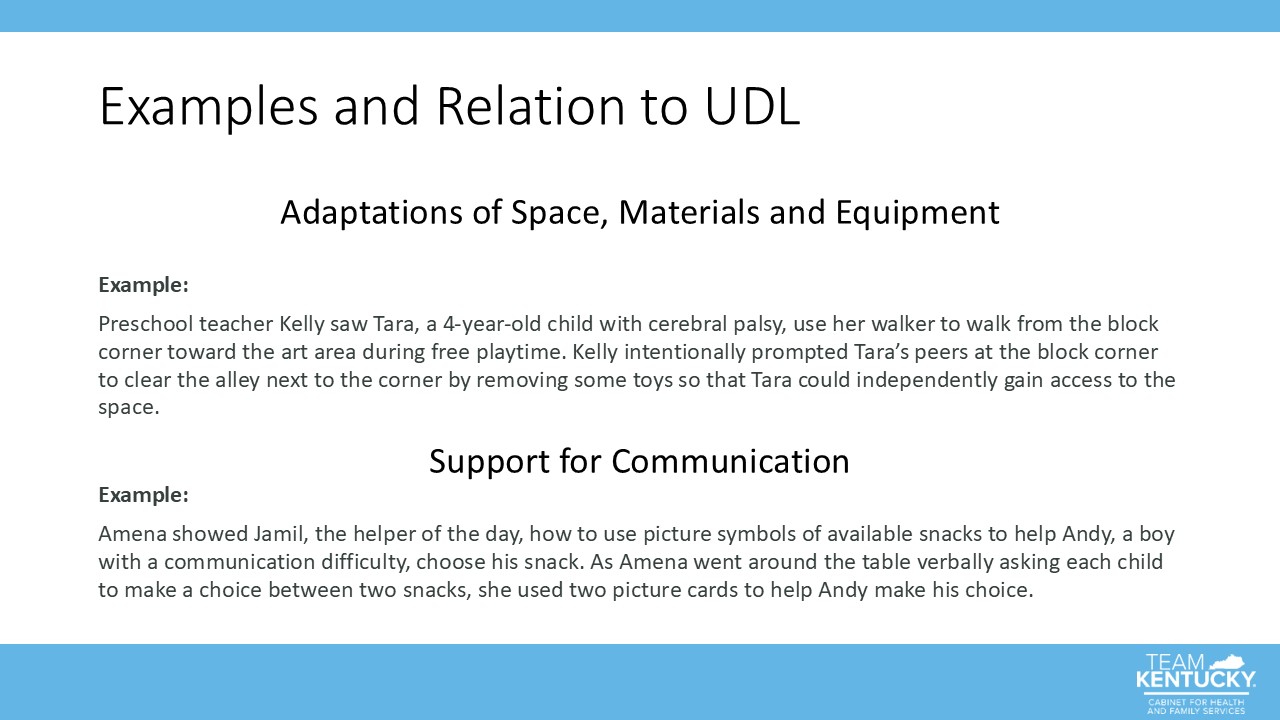 Examples and Relation to UDL
Adaptations of Space, Materials and Equipment
Example:
Preschool teacher Kelly saw Tara, a 4-year-old child with cerebral palsy, use her walker to walk from the block
corner toward the art area during free playtime. Kelly intentionally prompted Tara’s peers at the block corner
to clear the alley next to the corner by removing some toys so that Tara could independently gain access to the
space.
Support for Communication
Example:
Amena showed Jamil, the helper of the day, how to use picture symbols of available snacks to help Andy, a boy
with a communication difficulty, choose his snack. As Amena went around the table verbally asking each child
to make a choice between two snacks, she used two picture cards to help Andy make his choice.
TEAM
KENTUCKY.
CABINET FOR HEALTH
AND FAMILY SERVICES